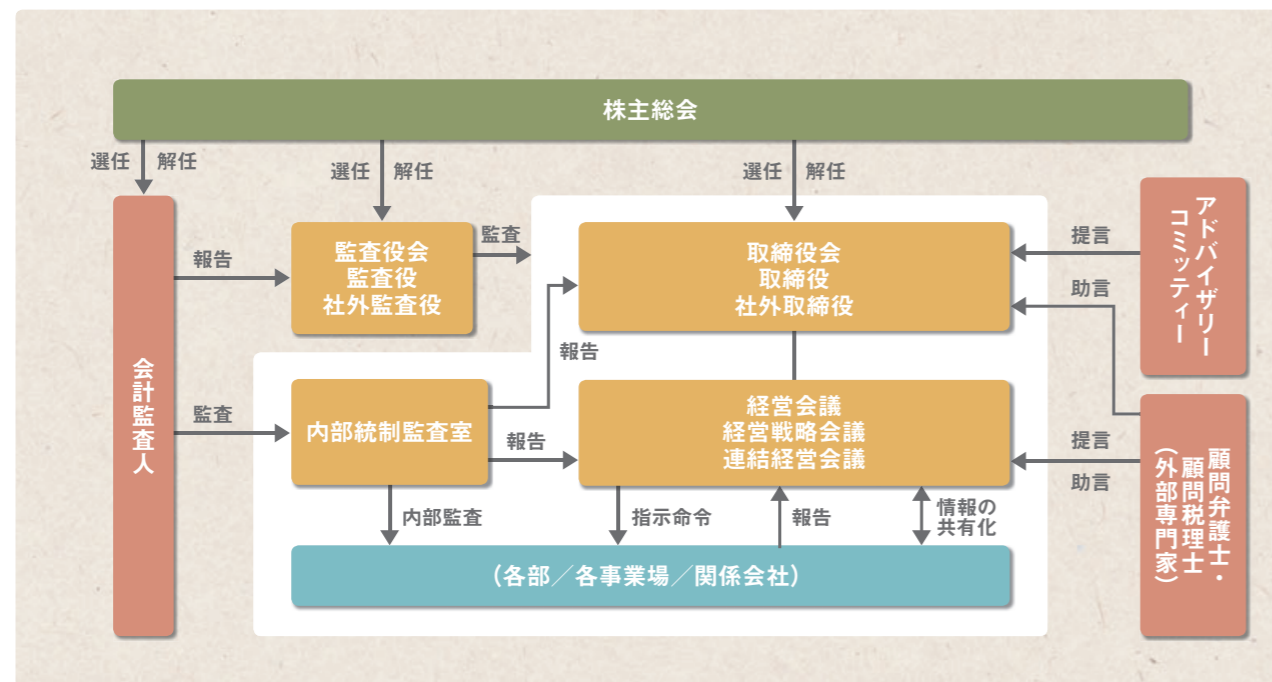 株主総会
選任 解任
選任 解任
選任 解任
会計監査人
報告
監査役会
監査役
社外監査役
監査
取締役会
取締役
社外取締役
提言
助言
アドバイザリー
コミッティー
報告
監査
内部統制監査室
報告
経営会議
経営戦略会議
連結経営会議
提言
助言
顧問弁護士・
顧問税理士
（外部専門家）
内部監査
指示命令
報告
情報の
共有化
（各部／各事業場／関係会社）